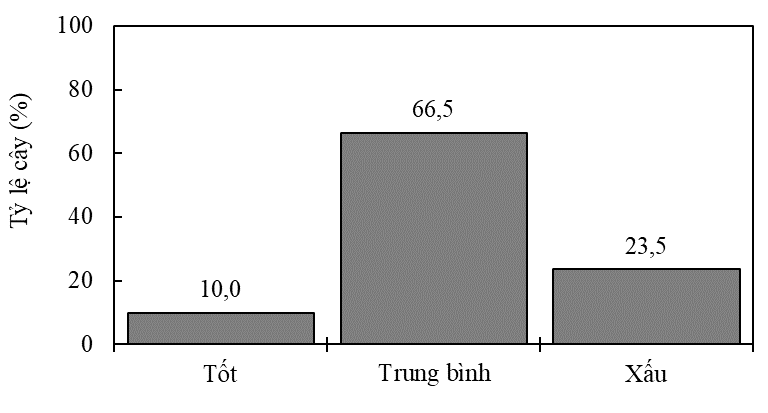 Tỷ lệ cây (%)
100
80
60
40
20
0
10,0
66,5
23,5
Tốt
Trung bình
Xấu